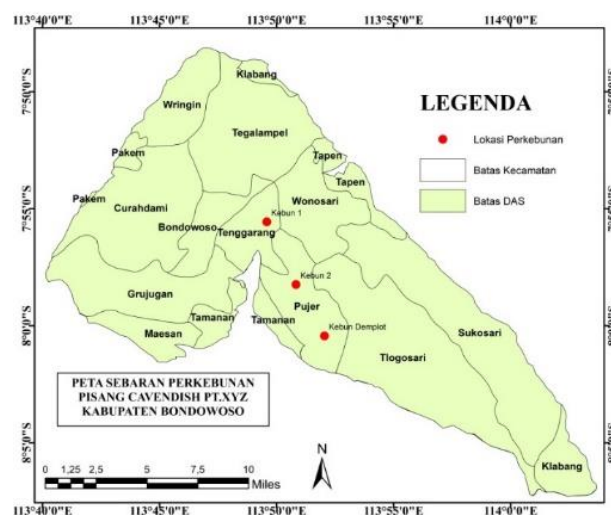 113°40'0"E 113°45'0"E 113°50'0"E 113°55'0"E 114°0'0"E
7°50'0"S
7°55'0"S
8°0'0"S
8°5'0"S
Klabang
Wringin
Tegalampel
Pakem
Tapen
Tapen
Pakem
Curahdami
Wonosari
Bondowoso
Kebun 1
Tenggarang
Kebun 2
Grujugan
Pujer
Tamanan
Tamanan
Kebun Demplot
Maesan
Sukosari
Tlogosari
Klabang
LEGENDA
Lokasi Perkebunan
Batas Kecamatan
Batas DAS
PETA SEBARAN PERKEBUNAN
PISANG CAVENDISH PT.XYZ
KABUPATEN BONDOWOSO
N
0 1,25 2,5 5 7,5 10
Miles
113°40'0"E 113°45'0"E 113°50'0"E 113°55'0"E 114°0'0"E